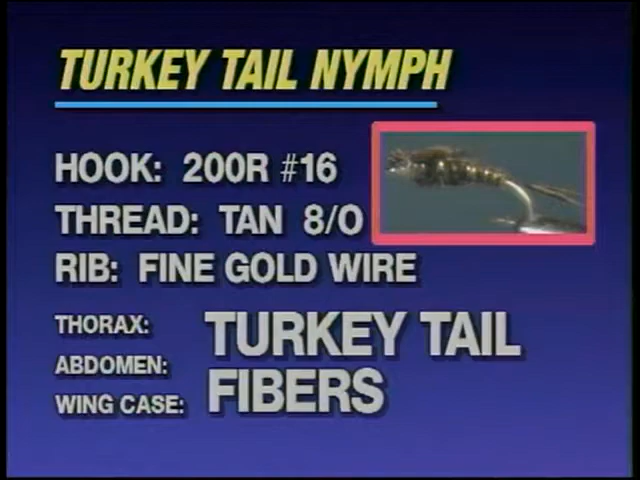 TURKEY TAIL NYMPH
HOOK: 200R #16
THREAD: TAN 8/0
RIB: FINE GOLD WIRE
THORAX:
ABDOMEN:
WING CASE:
TURKEY TAIL
FIBERS